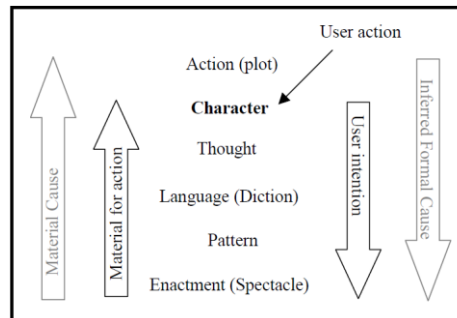 User action
Action (plot)
Character
Thought
Language (Diction)
Pattern
Enactment (Spectacle)
Material Cause
Material for action
User intention
Inferred Formal Cause